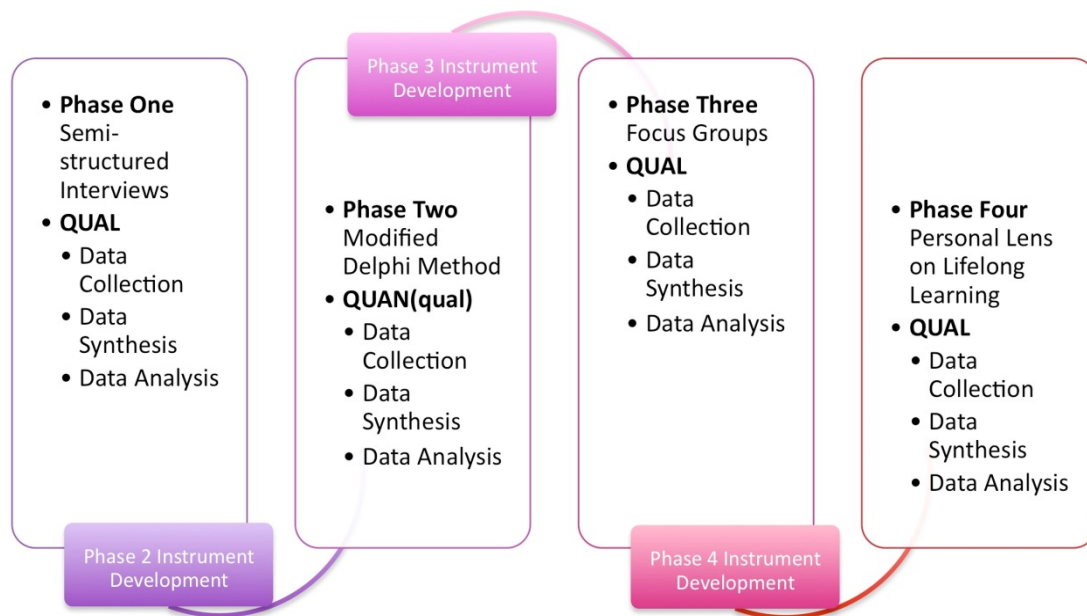 • Phase One
Semi-
structured
Interviews
• QUAL
• Data
Collection
• Data
Synthesis
• Data Analysis
Phase 2 Instrument
Development
• Phase Two
Modified
Delphi Method
• QUAN(qual)
• Data
Collection
• Data
Synthesis
• Data Analysis
Phase 3 Instrument
Development
• Phase Three
Focus Groups
• QUAL
• Data
Collection
• Data
Synthesis
• Data Analysis
Phase 4 Instrument
Development
• Phase Four
Personal Lens
on Lifelong
Learning
• QUAL
• Data
Collection
• Data
Synthesis
• Data Analysis